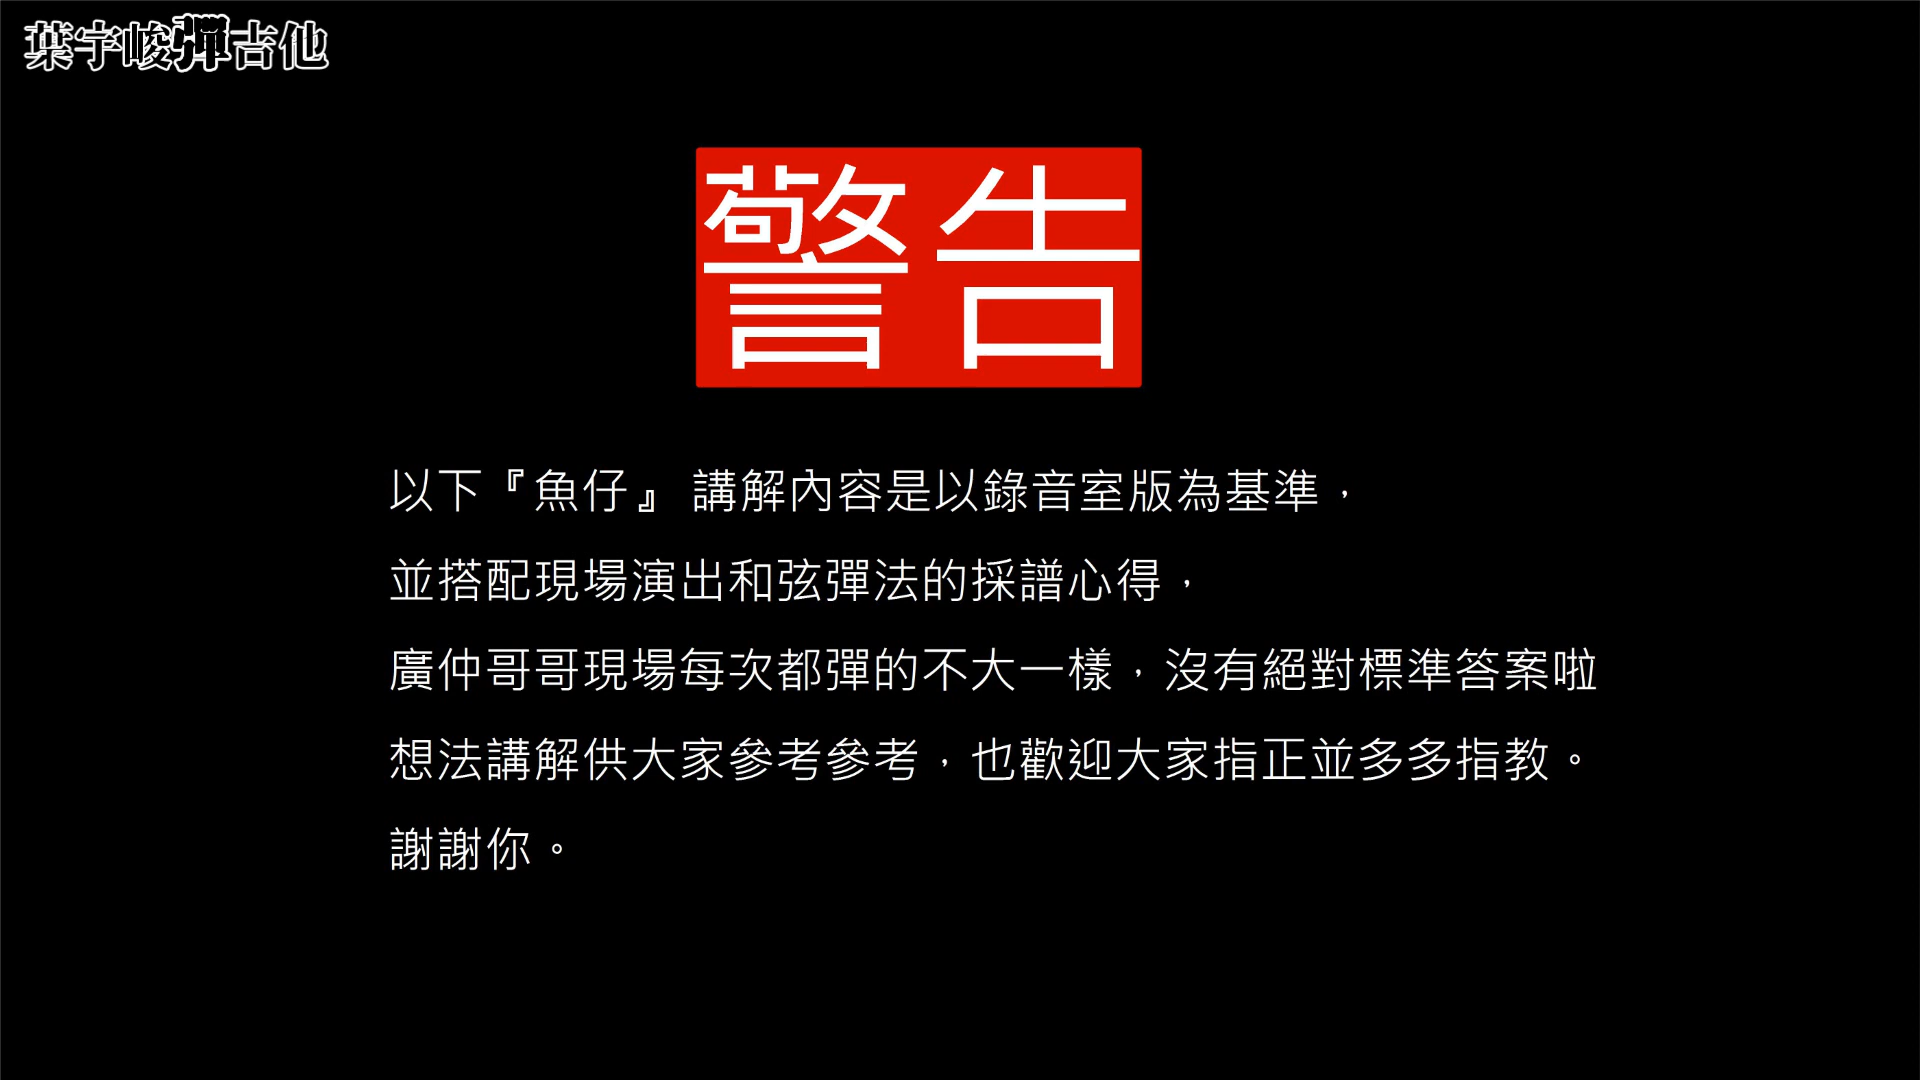 葉宇峻彈吉他
警告
以下『魚仔』 講解內容是以錄音室版為基準，
並搭配現場演出和弦彈法的採譜心得，
廣仲哥哥現場每次都彈的不大一樣，沒有絕對標準答案啦
想法講解供大家參考參考，也歡迎大家指正並多多指教。
謝謝你。